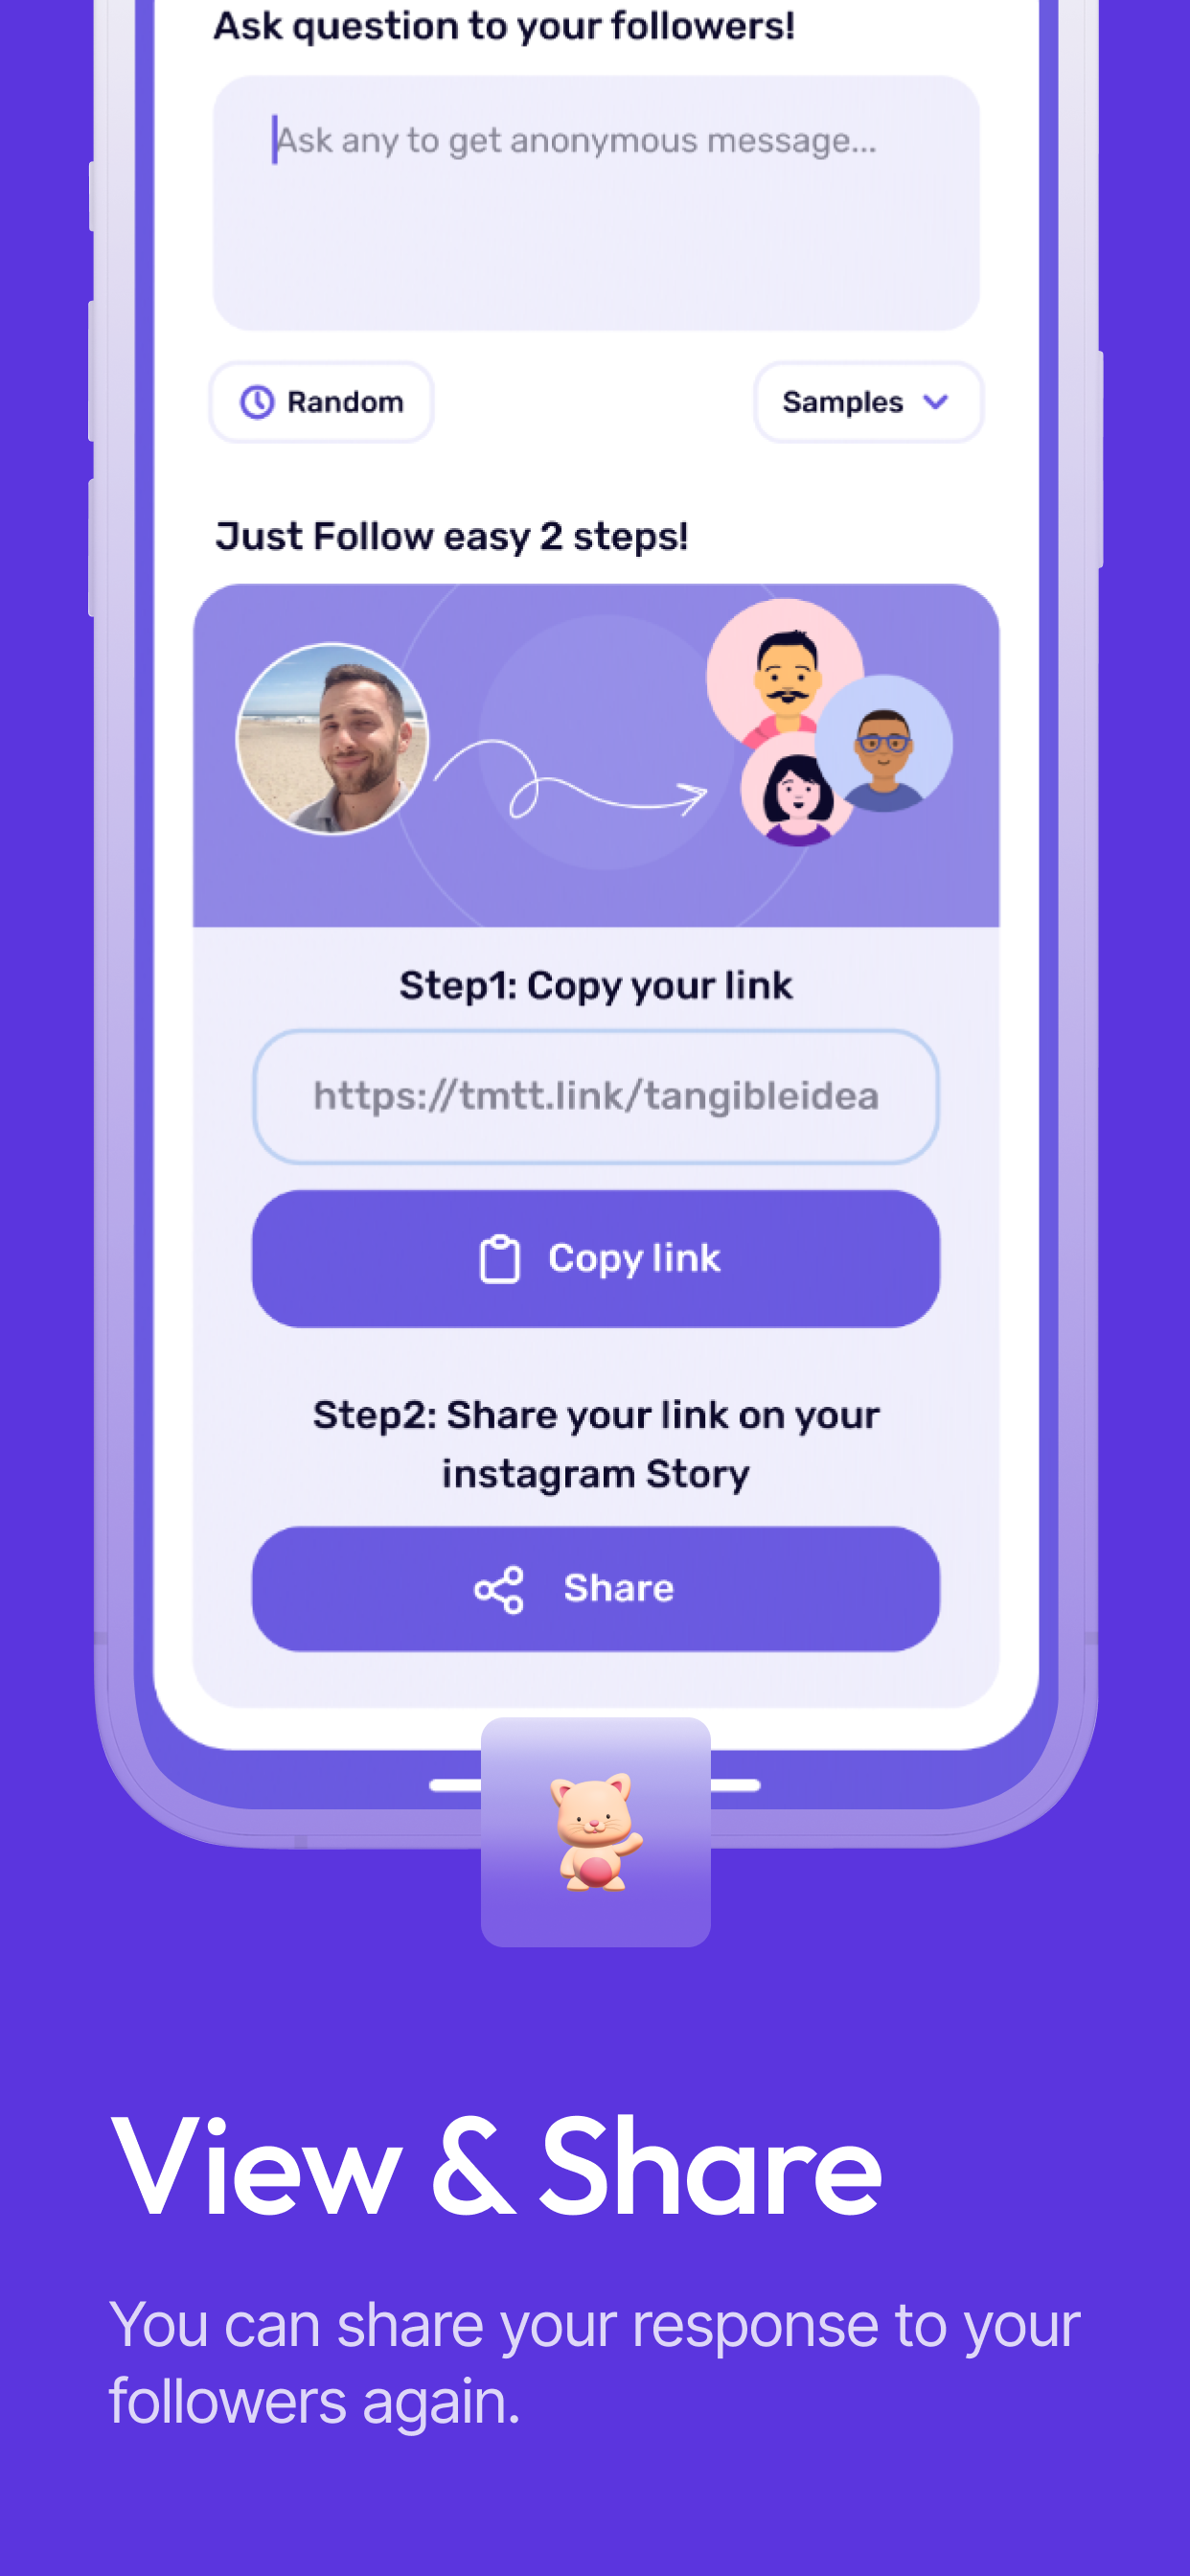 Ask question to your followers!
Ask any to get anonymous message...
Random
Samples
Just Follow easy 2 steps!
Step1: Copy your link
https://tmtt.link/tangibleidea
Copy link
Step2: Share your link on your
instagram Story
Share
View & Share
You can share your response to your
followers again.